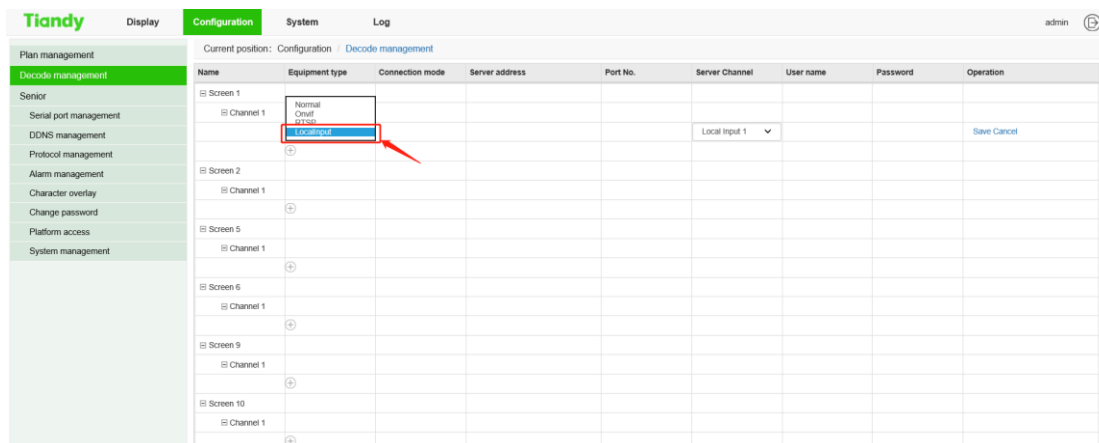 Tiandy Display Configuration System Log admin
Current position: Configuration / Decode management
Plan management
Decode management
Senior
Serial port management
DDNS management
Protocol management
Alarm management
Character overlay
Change password
Platform access
System management
Name Equipment type Connection mode Server address Port No. Server Channel User name Password Operation
Screen 1
Channel 1
Normal
Onvif
RTSP
LocalInput
Local Input 1 Save Cancel
Screen 2
Channel 1
Screen 5
Channel 1
Screen 6
Channel 1
Screen 9
Channel 1
Screen 10
Channel 1